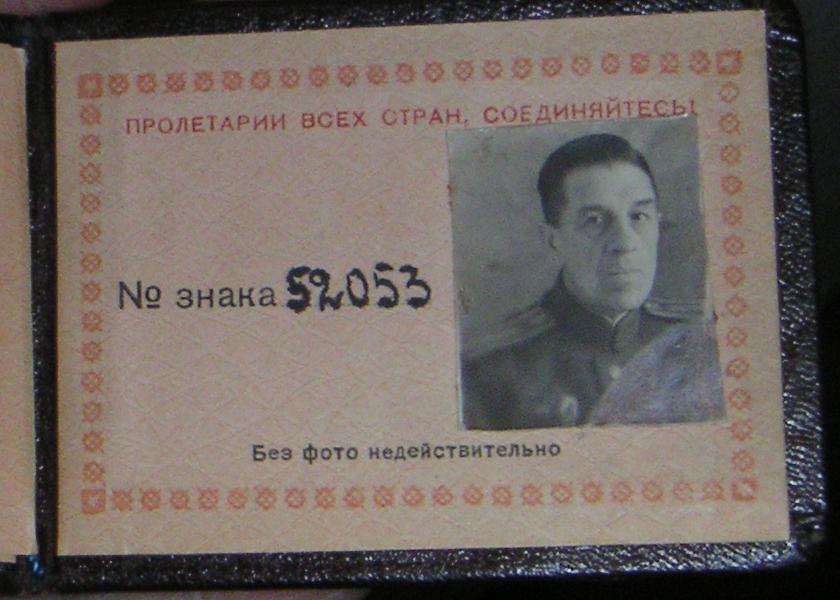 ПРОЛЕТАРИИ ВСЕХ СТРАН, СОЕДИНЯЙТЕСЬ!
№ знака 52053
Без фото недействительно